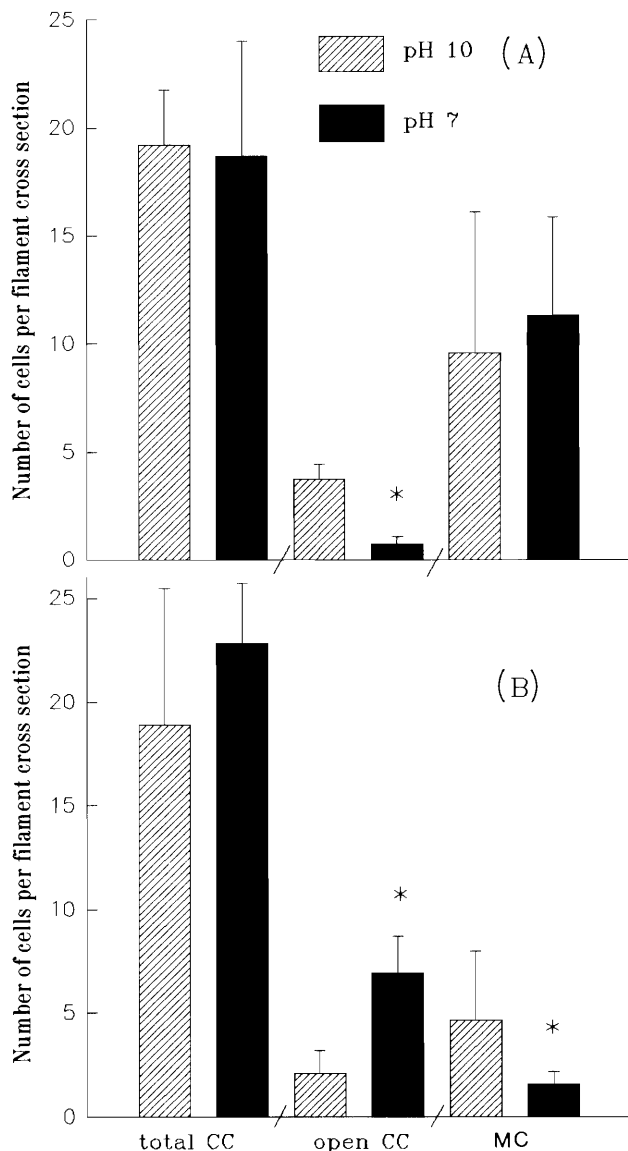 25
20
15
10
5
0
Number of cells per filament cross section
pH 10
(A)
pH 7
*
25
20
15
10
5
0
Number of cells per filament cross section
(B)
*
*
total CC
open CC
MC